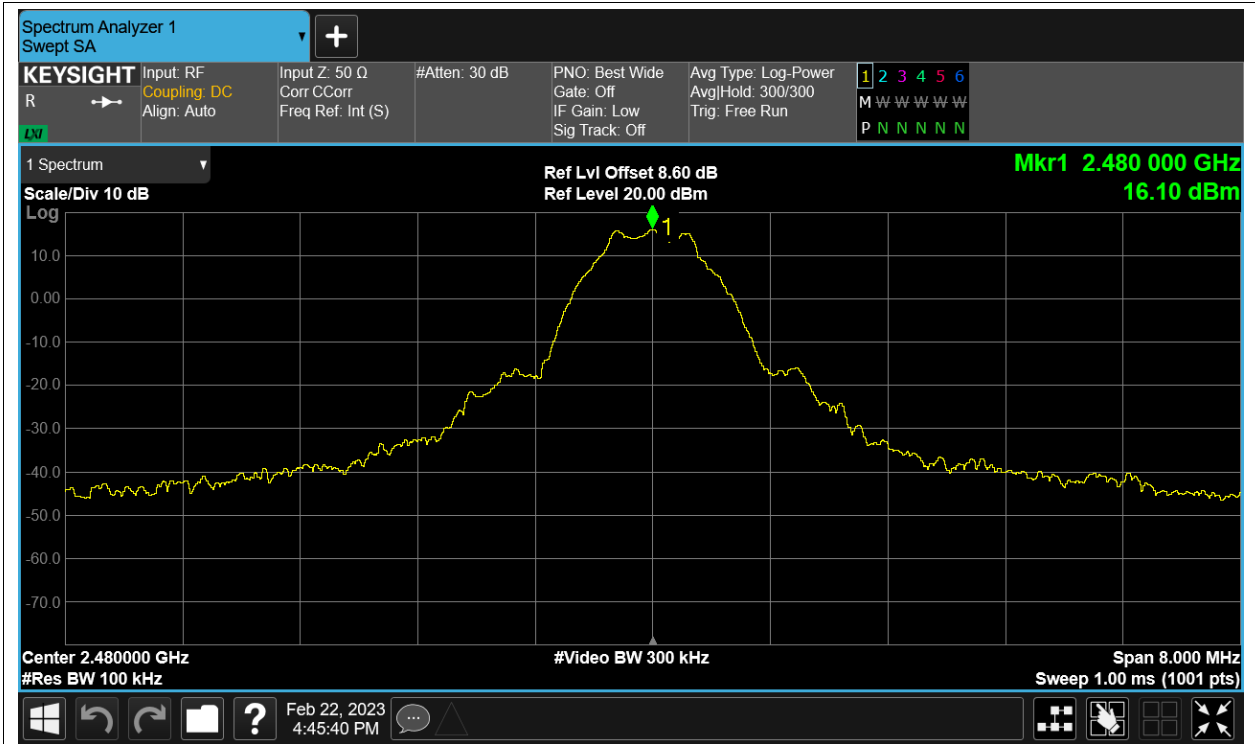 Spectrum Analyzer 1
Swept SA
KEYSIGHT
R
LXI
Input: RF
Coupling: DC
Align: Auto
Input Z: 50 Ω
Corr CCorr
Freq Ref: Int (S)
#Atten: 30 dB
PNO: Best Wide
Gate: Off
IF Gain: Low
Sig Track: Off
Avg Type: Log-Power
Avg|Hold: 300/300
Trig: Free Run
1 2 3 4 5 6
M W W W W W
P N N N N N
1 Spectrum
Scale/Div 10 dB
Log
Ref Lvl Offset 8.60 dB
Ref Level 20.00 dBm
Mkr1 2.480 000 GHz
16.10 dBm
1
10.0
0.00
-10.0
-20.0
-30.0
-40.0
-50.0
-60.0
-70.0
Center 2.480000 GHz
#Res BW 100 kHz
#Video BW 300 kHz
Span 8.000 MHz
Sweep 1.00 ms (1001 pts)
?
Feb 22, 2023
4:45:40 PM